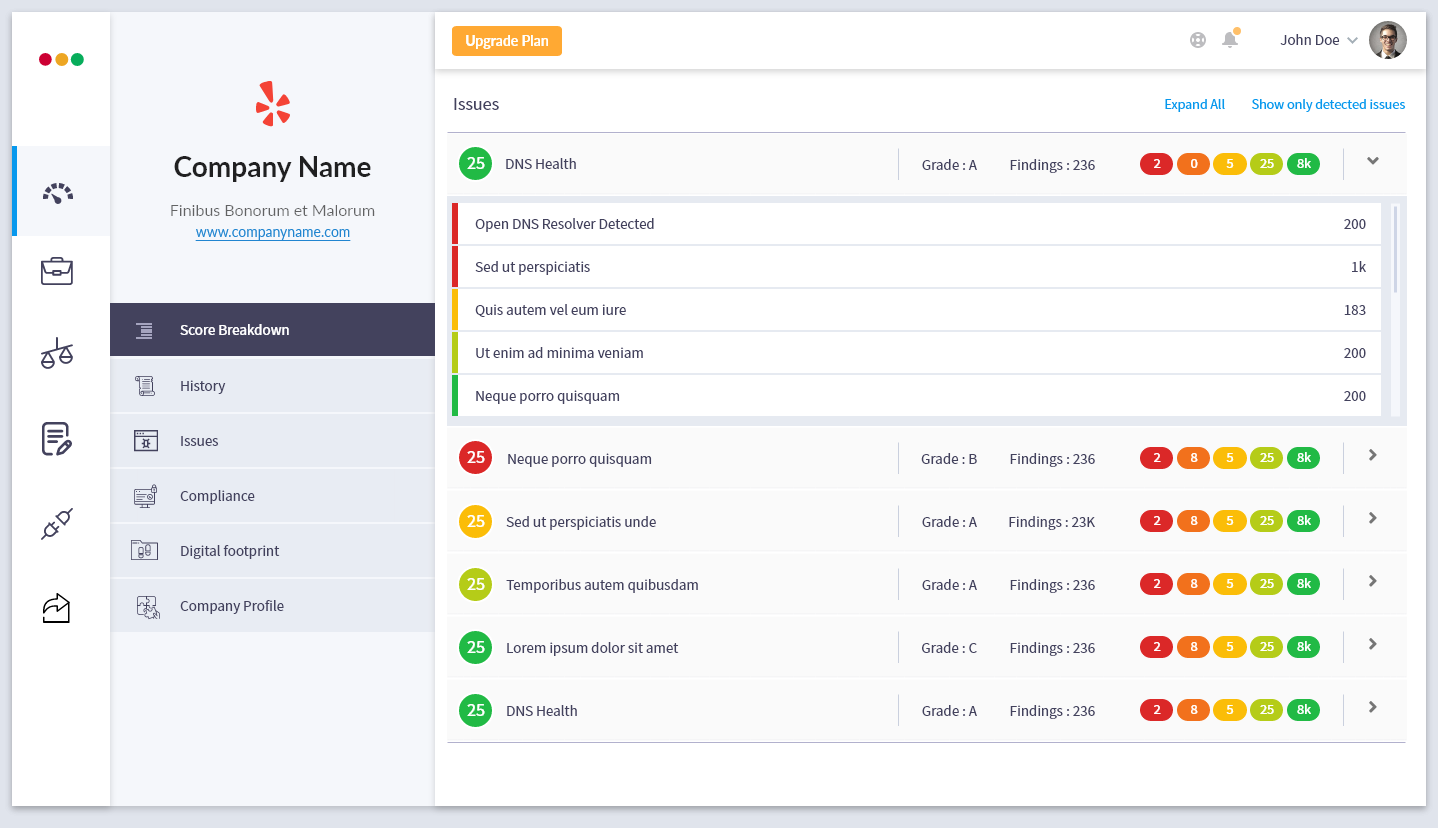 Upgrade Plan
John Doe
Company Name
Finibus Bonorum et Malorum
www.companyname.com
Score Breakdown
History
Issues
Compliance
Digital footprint
Company Profile
Issues
Expand All
Show only detected issues
25 DNS Health Grade : A Findings : 236 2 0 5 25 8k
Open DNS Resolver Detected 200
Sed ut perspiciatis 1k
Quis autem vel eum iure 183
Ut enim ad minima veniam 200
Neque porro quisquam 200
25 Neque porro quisquam Grade : B Findings : 236 2 8 5 25 8k
25 Sed ut perspiciatis unde Grade : A Findings : 23K 2 8 5 25 8k
25 Temporibus autem quibusdam Grade : A Findings : 236 2 8 5 25 8k
25 Lorem ipsum dolor sit amet Grade : C Findings : 236 2 8 5 25 8k
25 DNS Health Grade : A Findings : 236 2 8 5 25 8k